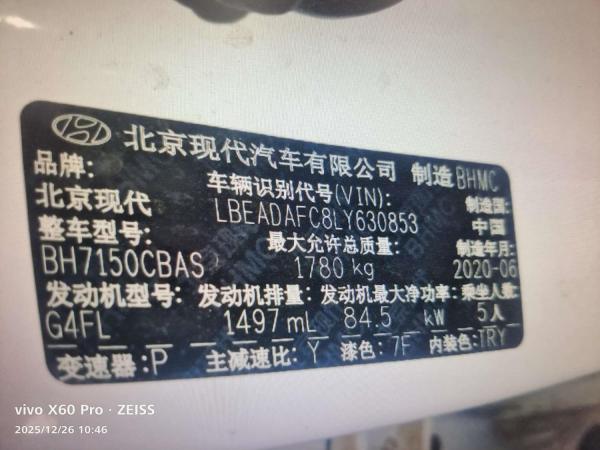 北京现代汽车有限公司 制造 BHMC
品牌: 车辆识别代号(VIN): 制造国:
北京现代 LBEADAFC8LY630853 中国
整车型号: 最大允许总质量: 制造年月:
BH7150CBAS 1780 kg 2020-06
发动机型号: 发动机排量: 发动机最大净功率: 乘坐人数:
G4FL 1497 mL 84.5 kW 5人
变速器:P 主减速比: Y 漆色: 7F 内装色:TRY
vivo X60 Pro · ZEISS
2025/12/26 10:46